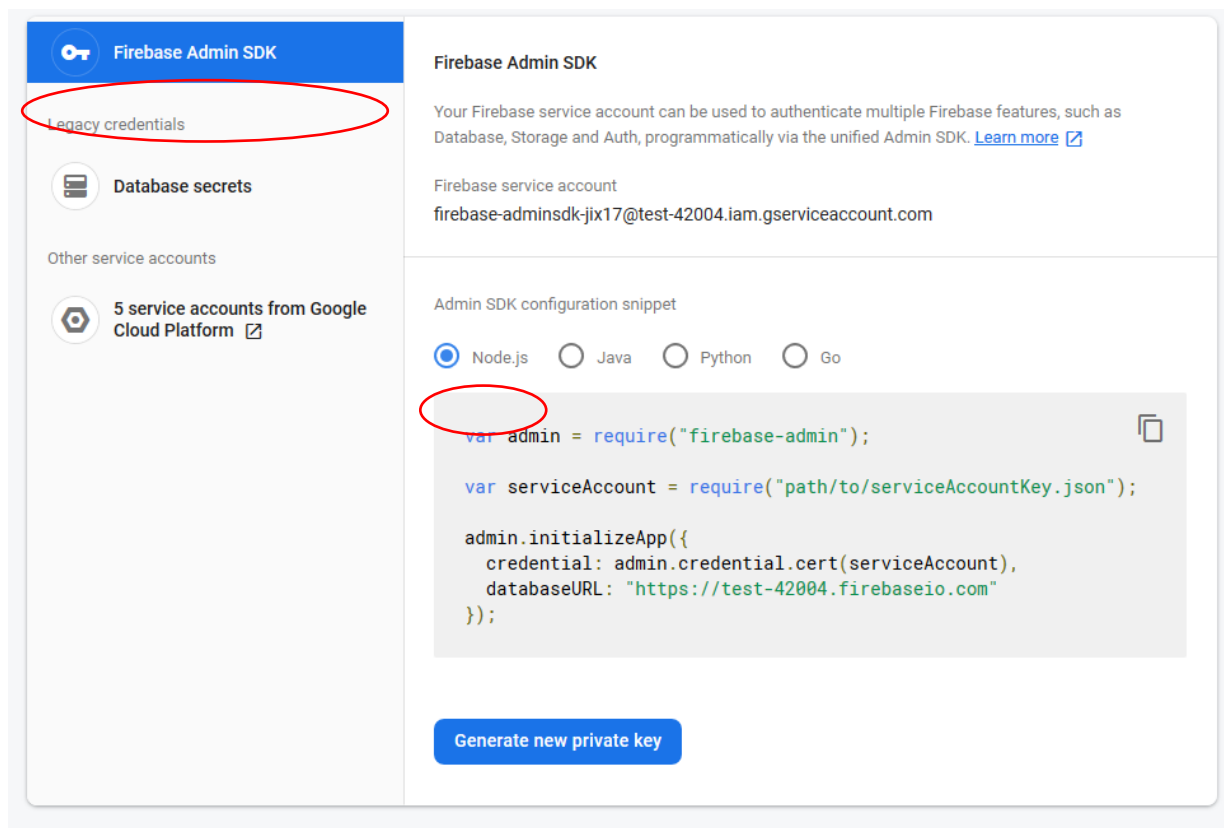 Firebase Admin SDK
Legacy credentials
Database secrets
Other service accounts
5 service accounts from Google
Cloud Platform
Firebase Admin SDK
Your Firebase service account can be used to authenticate multiple Firebase features, such as
Database, Storage and Auth, programmatically via the unified Admin SDK. Learn more
Firebase service account
firebase-adminsdk-jix17@test-42004.iam.gserviceaccount.com
Admin SDK configuration snippet
Node.js Java Python Go
var admin = require("firebase-admin");
var serviceAccount = require("path/to/serviceAccountKey.json");
admin.initializeApp({
  credential: admin.credential.cert(serviceAccount),
  databaseURL: "https://test-42004.firebaseio.com"
});
Generate new private key